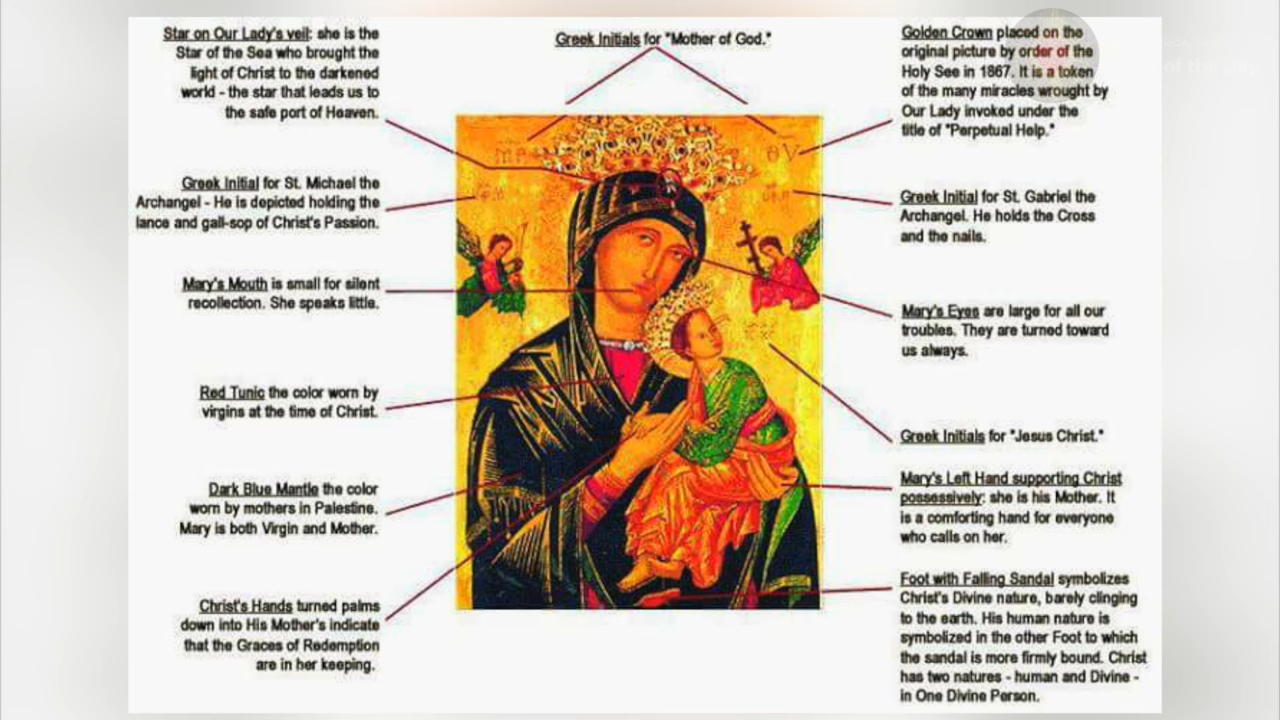 Star on Our Lady's veil: she is the
Star of the Sea who brought the
light of Christ to the darkened
world - the star that leads us to
the safe port of Heaven.
Greek Initial for St. Michael the
Archangel - He is depicted holding the
lance and gall-sop of Christ's Passion.
Mary's Mouth is small for silent
recollection. She speaks little.
Red Tunic the color worn by
virgins at the time of Christ.
Dark Blue Mantle the color
worn by mothers in Palestine.
Mary is both Virgin and Mother.
Christ's Hands turned palms
down into His Mother's indicate
that the Graces of Redemption
are in her keeping.
Greek Initials for "Mother of God."
Golden Crown placed on the
original picture by order of the
Holy See in 1867. It is a token
of the many miracles wrought by
Our Lady invoked under the
title of "Perpetual Help."
Greek Initial for St. Gabriel the
Archangel. He holds the Cross
and the nails.
Mary's Eyes are large for all our
troubles. They are turned toward
us always.
Greek Initials for "Jesus Christ."
Mary's Left Hand supporting Christ
possessively: she is his Mother. It
is a comforting hand for everyone
who calls on her.
Foot with Falling Sandal symbolizes
Christ's Divine nature, barely clinging
to the earth. His human nature is
symbolized in the other Foot to which
the sandal is more firmly bound. Christ
has two natures - human and Divine -
in One Divine Person.